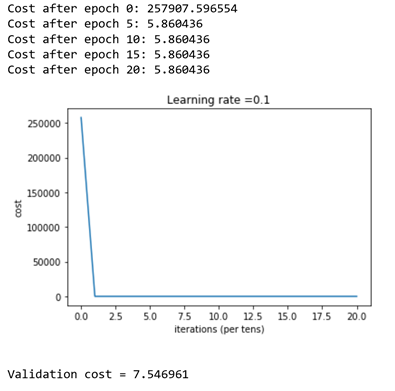 Cost after epoch 0: 257907.596554
Cost after epoch 5: 5.860436
Cost after epoch 10: 5.860436
Cost after epoch 15: 5.860436
Cost after epoch 20: 5.860436
Learning rate =0.1
250000
200000
150000
100000
50000
0
cost
0.0 2.5 5.0 7.5 10.0 12.5 15.0 17.5 20.0
iterations (per tens)
Validation cost = 7.546961